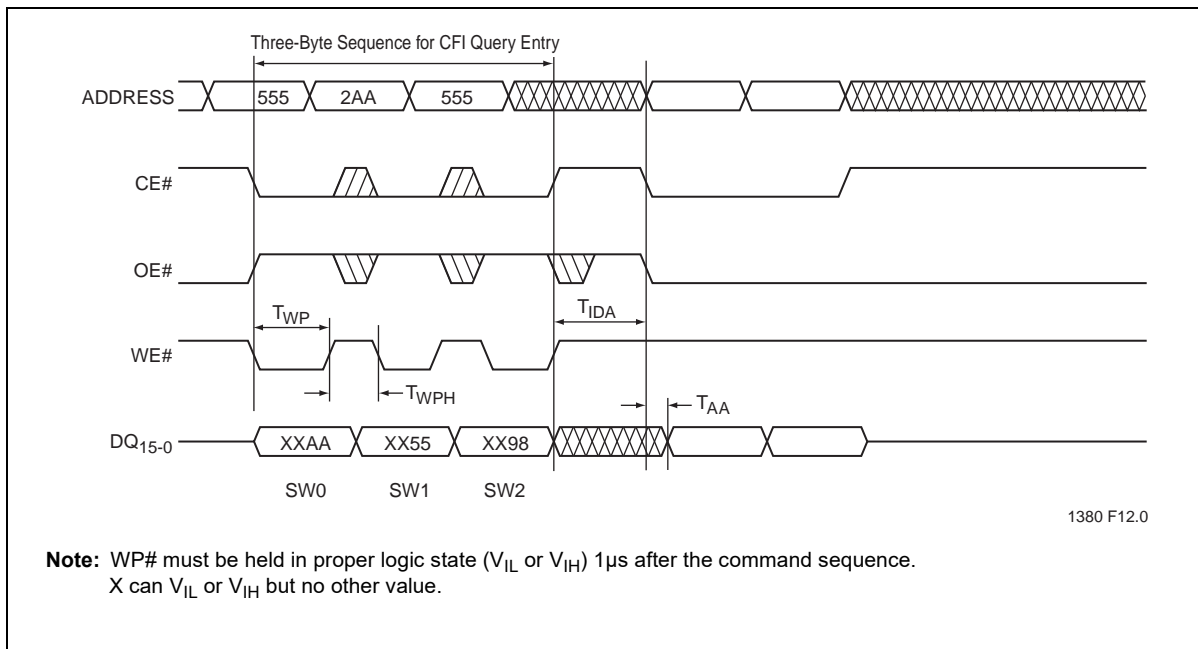 Three-Byte Sequence for CFI Query Entry
ADDRESS 555 2AA 555
CE#
OE#
TWP TIDA
WE#
TWPH TAA
DQ15-0 XXAA XX55 XX98
SW0 SW1 SW2
1380 F12.0
Note: WP# must be held in proper logic state (VIL or VIH) 1µs after the command sequence.
X can VIL or VIH but no other value.